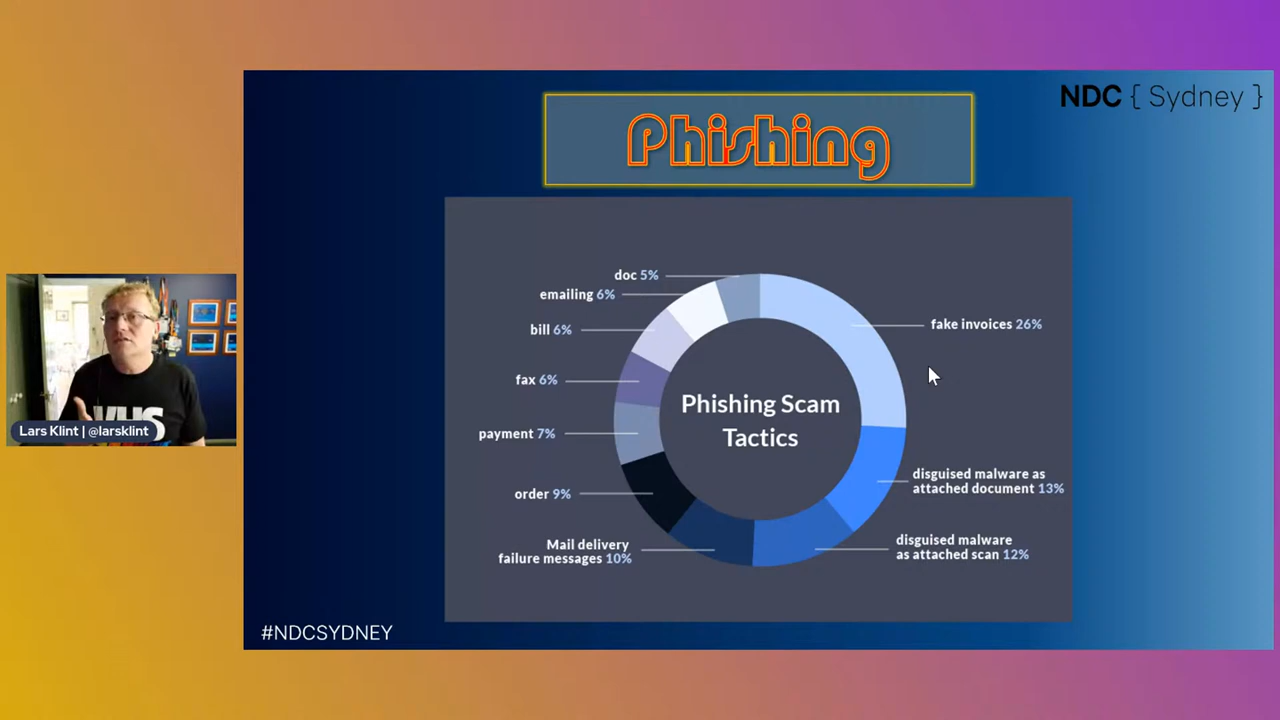 NDC { Sydney }
Phishing
doc 5%
emailing 6%
bill 6%
fax 6%
payment 7%
order 9%
Mail delivery
failure messages 10%
Phishing Scam
Tactics
fake invoices 26%
disguised malware as
attached document 13%
disguised malware
as attached scan 12%
VHS
Lars Klint | @larsklint
#NDCSYDNEY